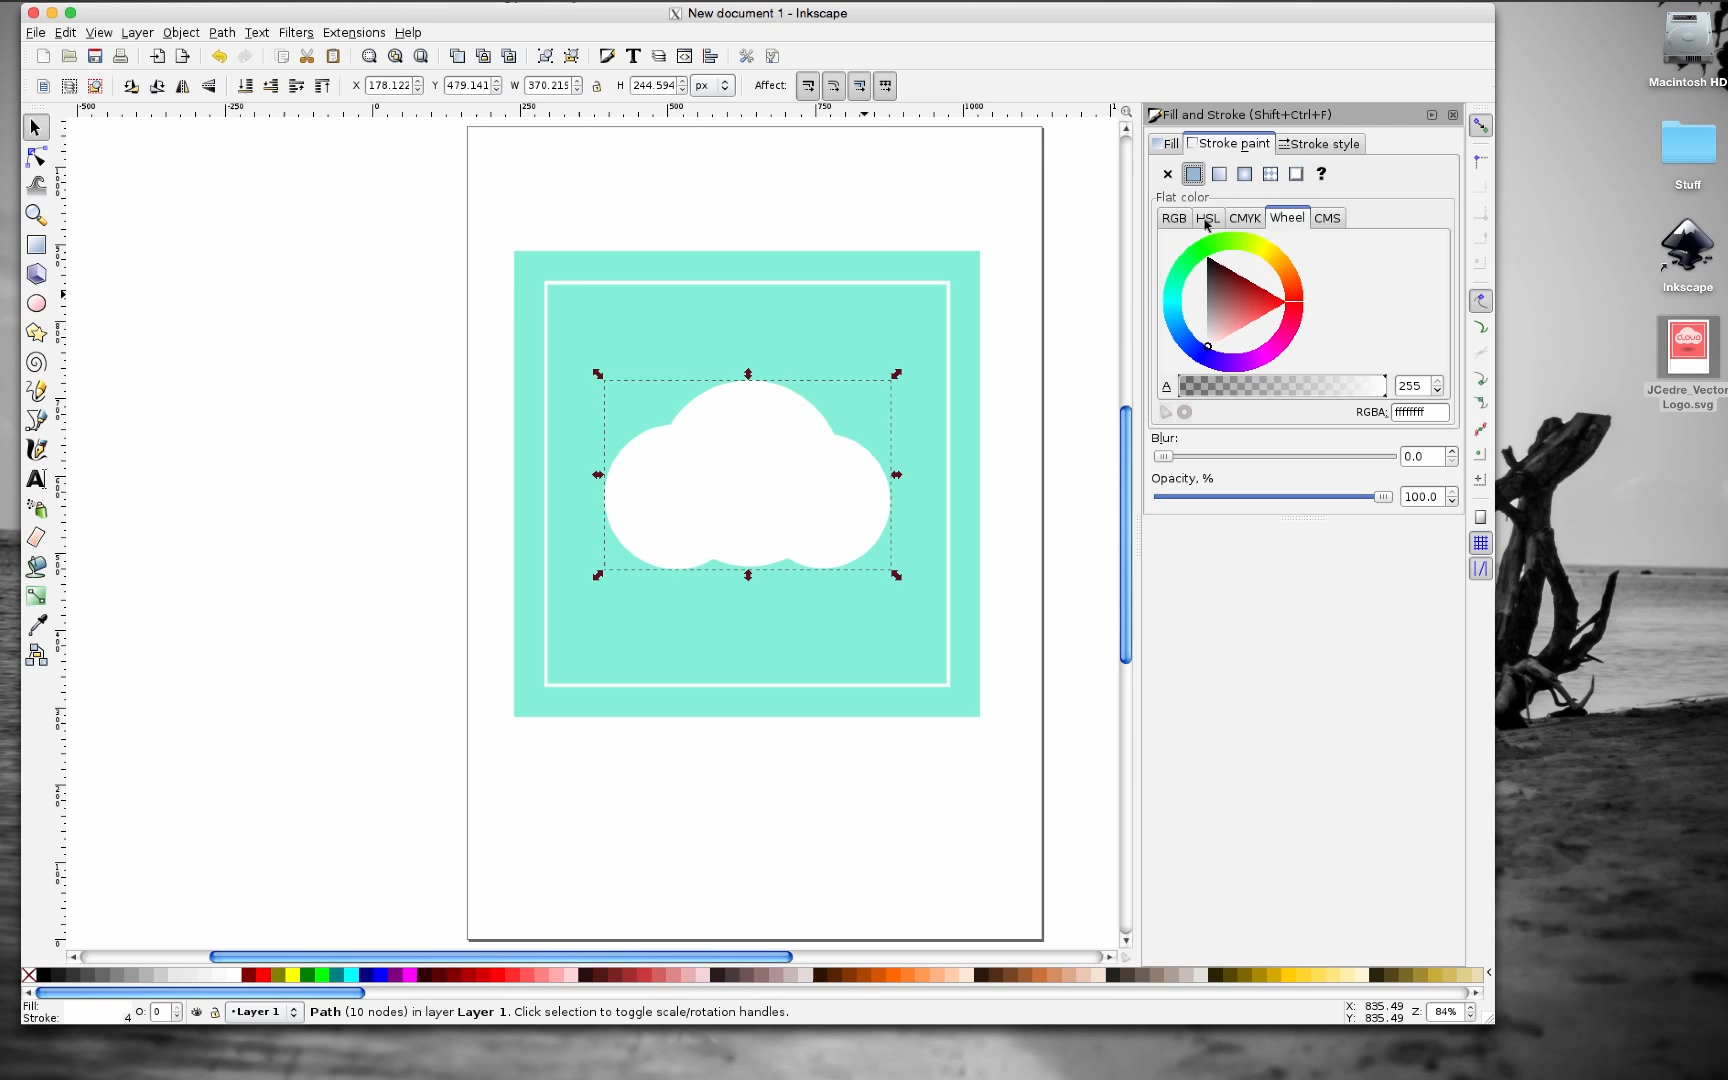 New document 1 - Inkscape
File Edit View Layer Object Path Text Filters Extensions Help
X 178.122 Y 479.141 W 370.219 H 244.594 px Affect:
-500 -250 0 250 500 750 1000 1
Fill and Stroke (Shift+Ctrl+F)
Fill Stroke paint Stroke style
?
Flat color
RGB HSL CMYK Wheel CMS
A 255
RGBA: ffffffff
Blur:
0.0
Opacity, %
100.0
Macintosh HD
Stuff
Inkscape
CLOUD
JCedre_Vector
Logo.svg
Fill:
Stroke: 4 O: 0 •Layer 1 Path (10 nodes) in layer Layer 1. Click selection to toggle scale/rotation handles.
X: 835.49
Y: 835.49 Z: 84%